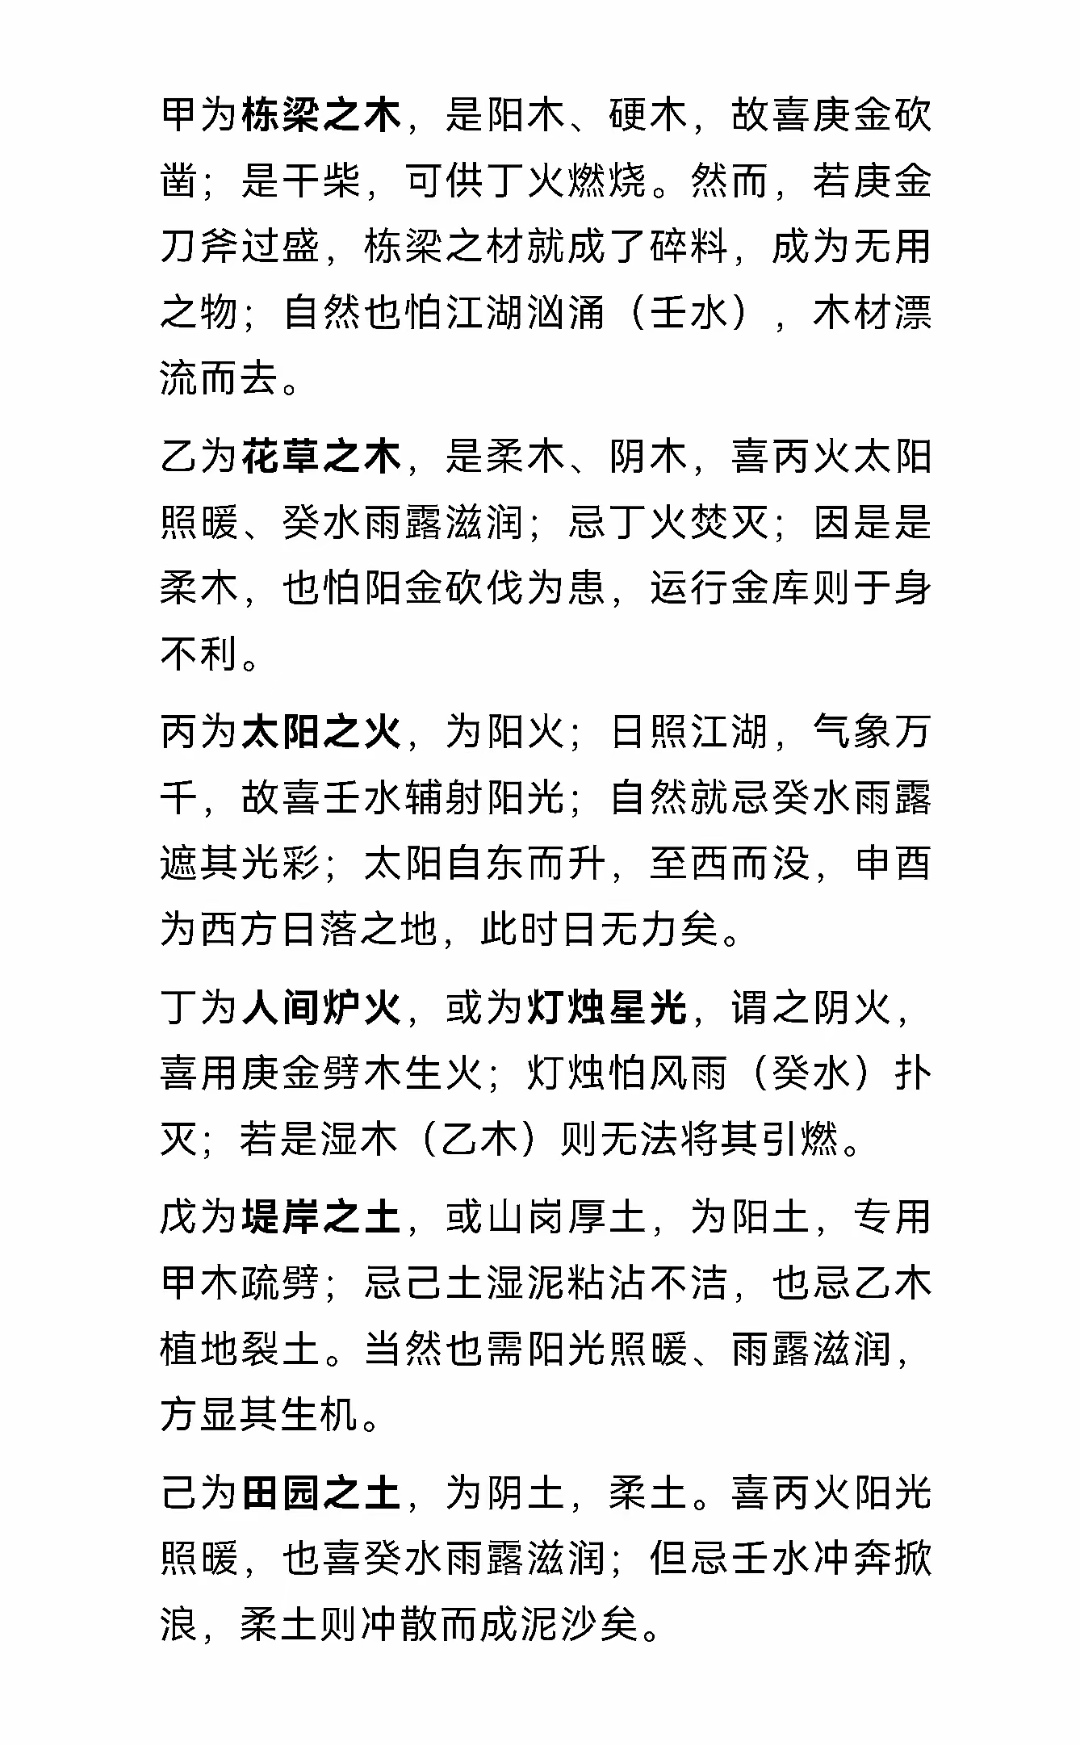 甲为栋梁之木，是阳木、硬木，故喜庚金砍
凿；是干柴，可供丁火燃烧。然而，若庚金
刀斧过盛，栋梁之材就成了碎料，成为无用
之物；自然也怕江湖汹涌（壬水），木材漂
流而去。
乙为花草之木，是柔木、阴木，喜丙火太阳
照暖、癸水雨露滋润；忌丁火焚灭；因是是
柔木，也怕阳金砍伐为患，运行金库则于身
不利。
丙为太阳之火，为阳火；日照江湖，气象万
千，故喜壬水辅射阳光；自然就忌癸水雨露
遮其光彩；太阳自东而升，至西而没，申酉
为西方日落之地，此时日无力矣。
丁为人间炉火，或为灯烛星光，谓之阴火，
喜用庚金劈木生火；灯烛怕风雨（癸水）扑
灭；若是湿木（乙木）则无法将其引燃。
戊为堤岸之土，或山岗厚土，为阳土，专用
甲木疏劈；忌己土湿泥粘沾不洁，也忌乙木
植地裂土。当然也需阳光照暖、雨露滋润，
方显其生机。
己为田园之土，为阴土，柔土。喜丙火阳光
照暖，也喜癸水雨露滋润；但忌壬水冲奔掀
浪，柔土则冲散而成泥沙矣。